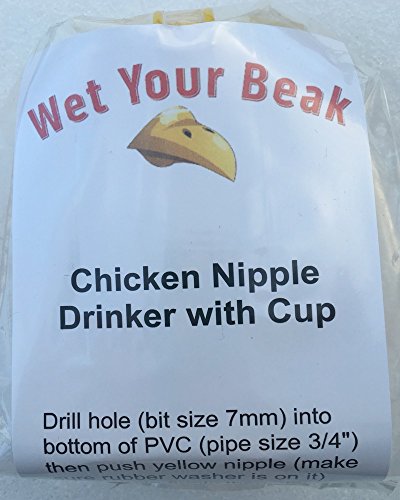 Wet Your Beak
Chicken Nipple
Drinker with Cup
Drill hole (bit size 7mm) into
bottom of PVC (pipe size 3/4")
then push yellow nipple (make
sure rubber washer is on it)